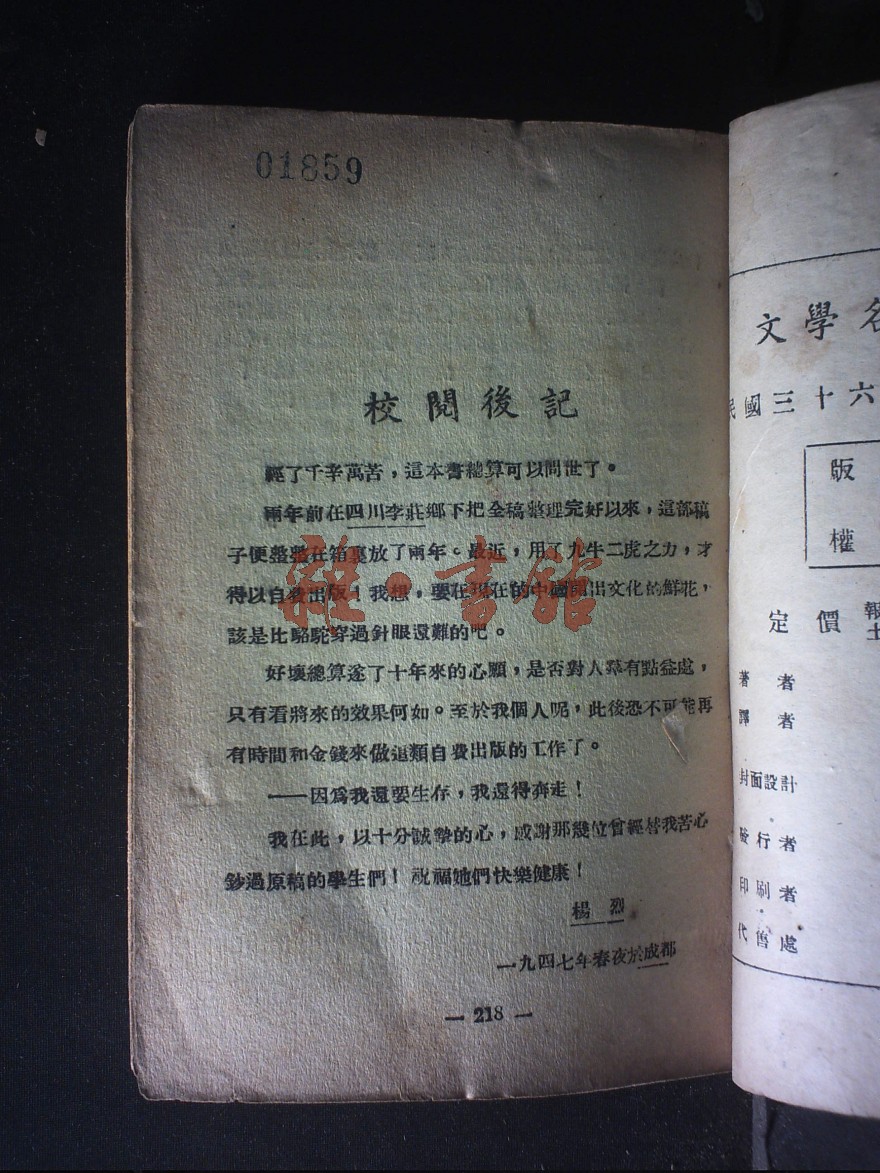 01859
校閱後記
經了千辛萬苦，這本書總算可以問世了。
兩年前在四川李莊鄉下把全稿整理完好以來，這部稿
子便整整在箱裏放了兩年。最近，用了九牛二虎之力，才
得以自費出版！我想，要在現在的中國開出文化的鮮花，
該是比駱駝穿過針眼還難的吧。
好壞總算遂了十年來的心願，是否對人羣有點益處，
只有看將來的效果何如。至於我個人呢，此後恐不可能再
有時間和金錢來做這類自費出版的工作了。
——因爲我還要生存，我還得奔走！
我在此，以十分誠摯的心，感謝那幾位曾經替我苦心
鈔過原稿的學生們！祝福她們快樂健康！
楊烈
一九四七年春夜於成都
— 218 —
雜·書館
文學名
民國三十六
版
權
定價
報
土
著者
譯者
封面設計
發行者
印刷者
代售處